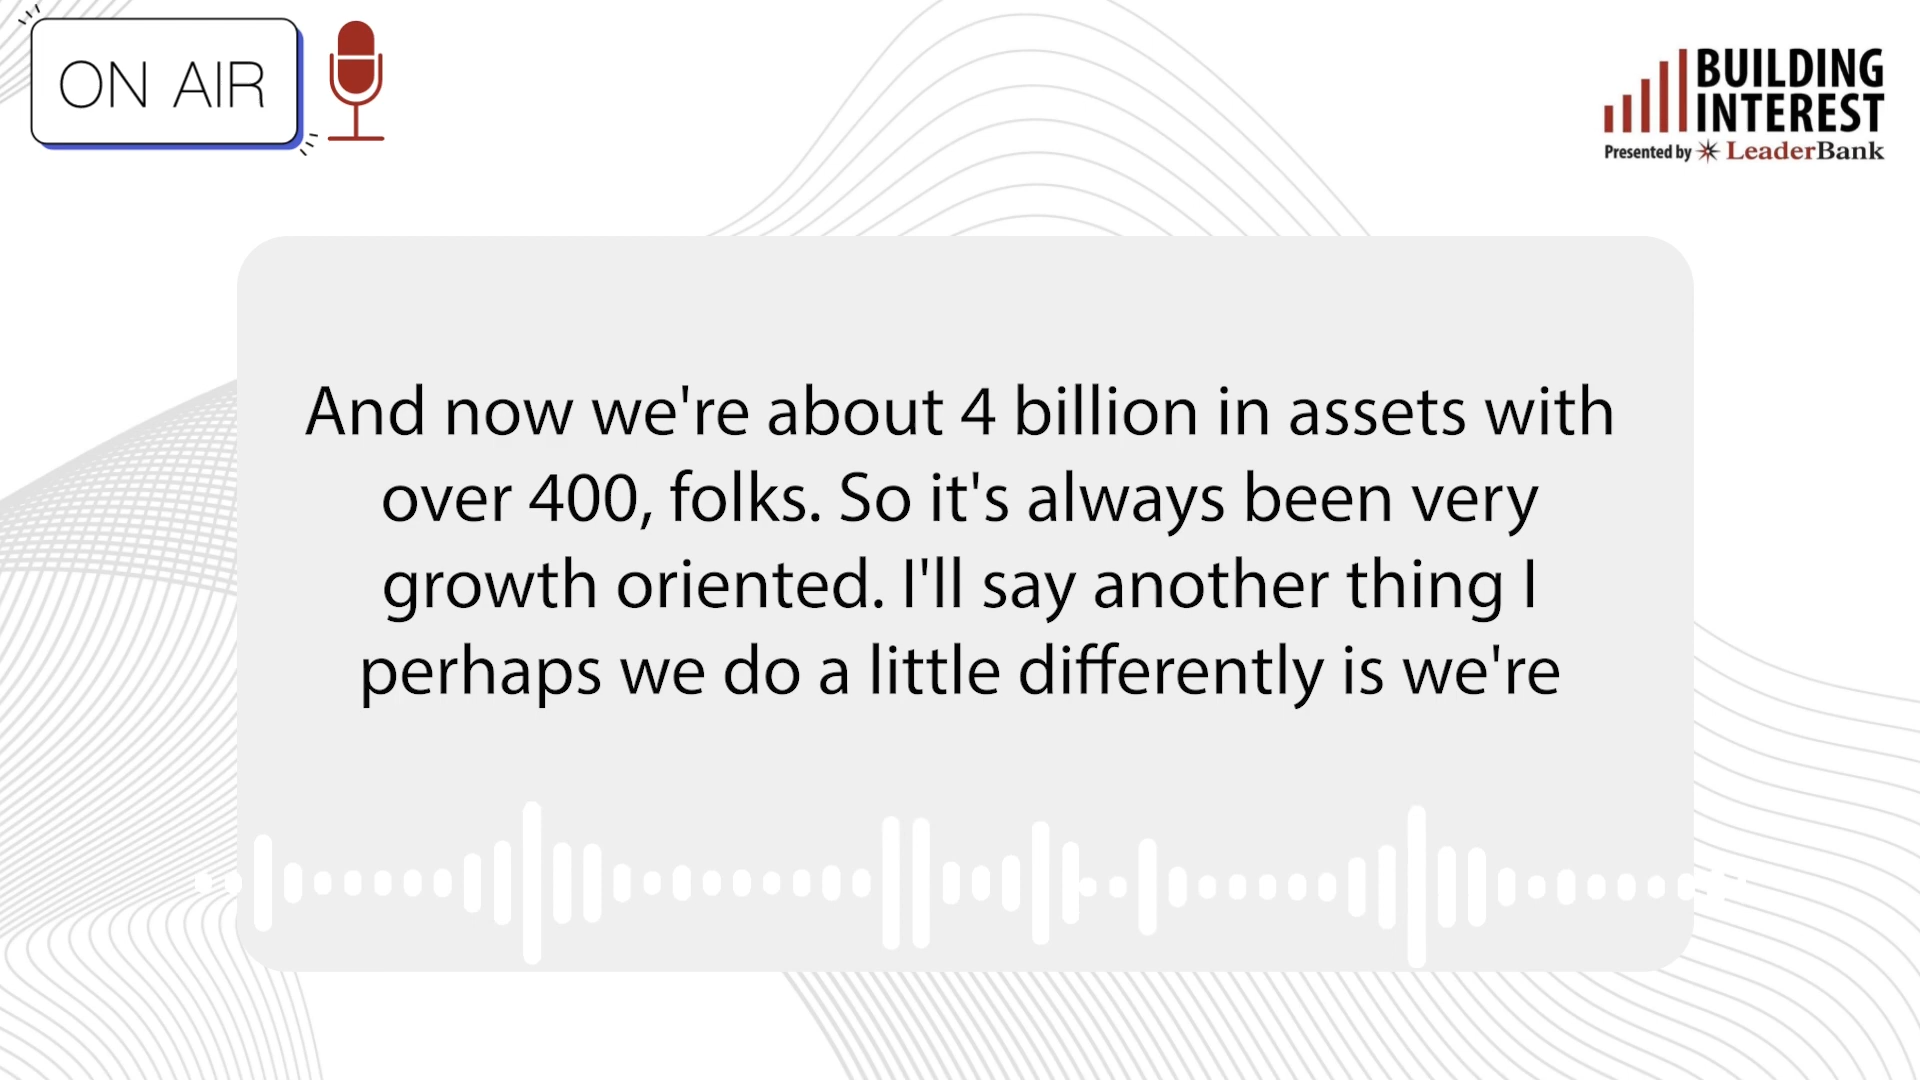 ON AIR
BUILDING
INTEREST
Presented by LeaderBank
And now we're about 4 billion in assets with
over 400, folks. So it's always been very
growth oriented. I'll say another thing I
perhaps we do a little differently is we're